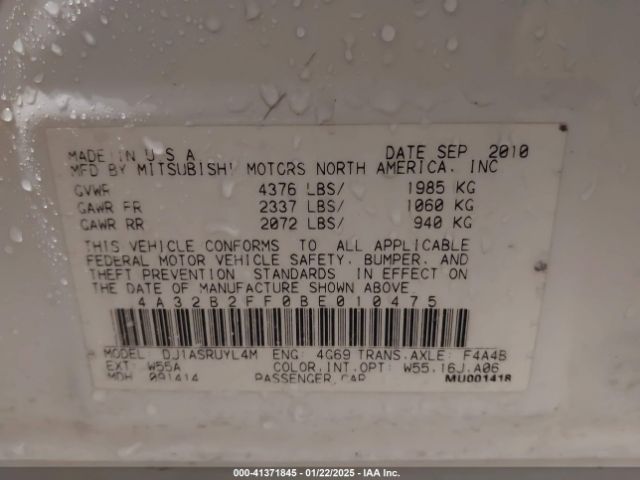 MADE IN U S A DATE SEP 2010
MFD BY MITSUBISHI MOTORS NORTH AMERICA, INC
GVWR 4376 LBS/ 1985 KG
GAWR FR 2337 LBS/ 1060 KG
GAWR RR 2072 LBS/ 940 KG
THIS VEHICLE CONFORMS TO ALL APPLICABLE
FEDERAL MOTOR VEHICLE SAFETY, BUMPER, AND
THEFT PREVENTION STANDARDS IN EFFECT ON
THE DATE OF MANUFACTURE SHOWN ABOVE
4A32B2FF0BE010475
MODEL: DJ1ASRUYL4M ENG: 4G69 TRANS.AXLE: F4A4B
EXT: W55A COLOR,INT,OPT: W55,16J,A06
MDH 091414 PASSENGER CAR MU001418
000-41371845 - 01/22/2025 - IAA Inc.